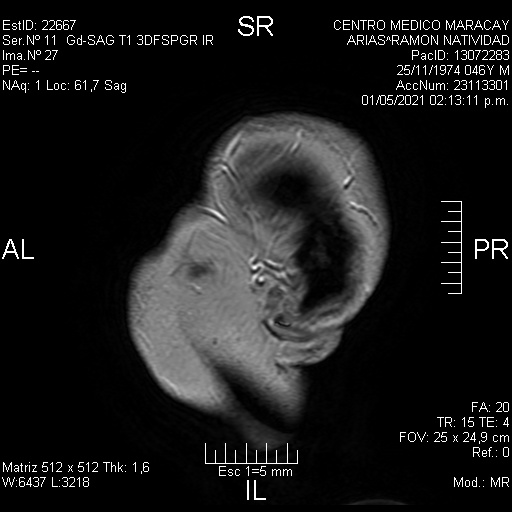 EstID: 22667
Ser.Nº 11  Gd-SAG T1 3DFSPGR IR
Ima.Nº 27
PE= --
NAq: 1 Loc: 61,7 Sag
SR
CENTRO MEDICO MARACAY
ARIAS^RAMON NATIVIDAD
PacID: 13072283
25/11/1974 046Y M
AccNum: 23113301
01/05/2021 02:13:11 p.m.
AL
PR
FA: 20
TR: 15 TE: 4
FOV: 25 x 24,9 cm
Ref.: 0
Mod.: MR
Matriz 512 x 512 Thk: 1,6
W:6437 L:3218
Esc 1=5 mm
IL